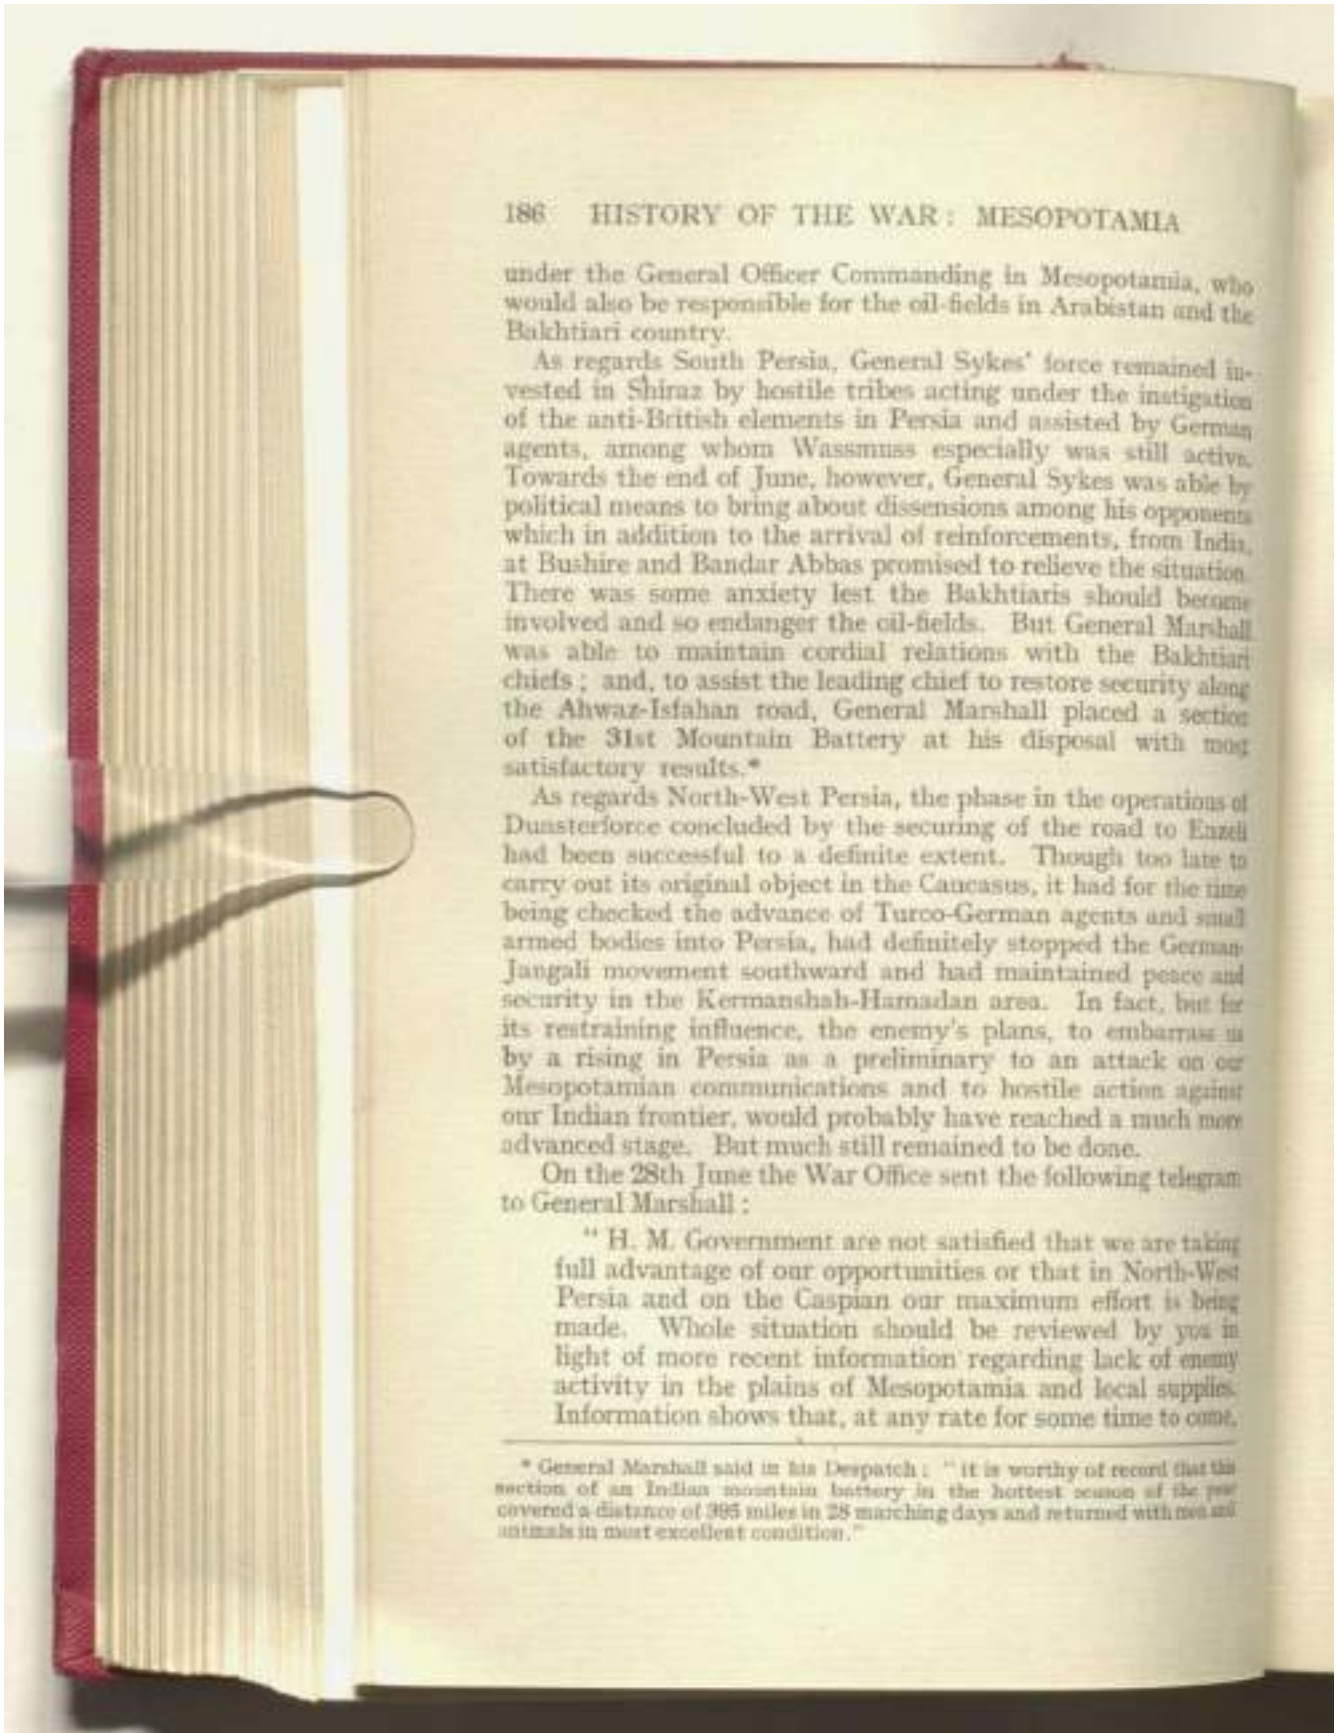 186 HISTORY OF THE WAR: MESOPOTAMIA
under the General Officer Commanding in Mesopotamia, who
would also be responsible for the oil-fields in Arabistan and the
Bakhtiari country.
As regards South Persia, General Sykes' force remained in-
vested in Shiraz by hostile tribes acting under the instigation
of the anti-British elements in Persia and assisted by German
agents, among whom Wassmuss especially was still active.
Towards the end of June, however, General Sykes was able by
political means to bring about dissensions among his opponents
which in addition to the arrival of reinforcements, from India,
at Bushire and Bandar Abbas promised to relieve the situation.
There was some anxiety lest the Bakhtiaris should become
involved and so endanger the oil-fields. But General Marshall
was able to maintain cordial relations with the Bakhtiari
chiefs; and, to assist the leading chief to restore security along
the Ahwaz-Isfahan road, General Marshall placed a section
of the 31st Mountain Battery at his disposal with most
satisfactory results.*
As regards North-West Persia, the phase in the operations of
Dunsterforce concluded by the securing of the road to Enzeli
had been successful to a definite extent. Though too late to
carry out its original object in the Caucasus, it had for the time
being checked the advance of Turco-German agents and small
armed bodies into Persia, had definitely stopped the German-
Jangali movement southward and had maintained peace and
security in the Kermanshah-Hamadan area. In fact, but for
its restraining influence, the enemy's plans, to embarrass us
by a rising in Persia as a preliminary to an attack on our
Mesopotamian communications and to hostile action against
our Indian frontier, would probably have reached a much more
advanced stage. But much still remained to be done.
On the 28th June the War Office sent the following telegram
to General Marshall:
" H. M. Government are not satisfied that we are taking
full advantage of our opportunities or that in North-West
Persia and on the Caspian our maximum effort is being
made. Whole situation should be reviewed by you in
light of more recent information regarding lack of enemy
activity in the plains of Mesopotamia and local supplies.
Information shows that, at any rate for some time to come,
* General Marshall said in his Despatch: "it is worthy of record that this
section of an Indian mountain battery in the hottest season of the year
covered a distance of 395 miles in 28 marching days and returned with men and
animals in most excellent condition."